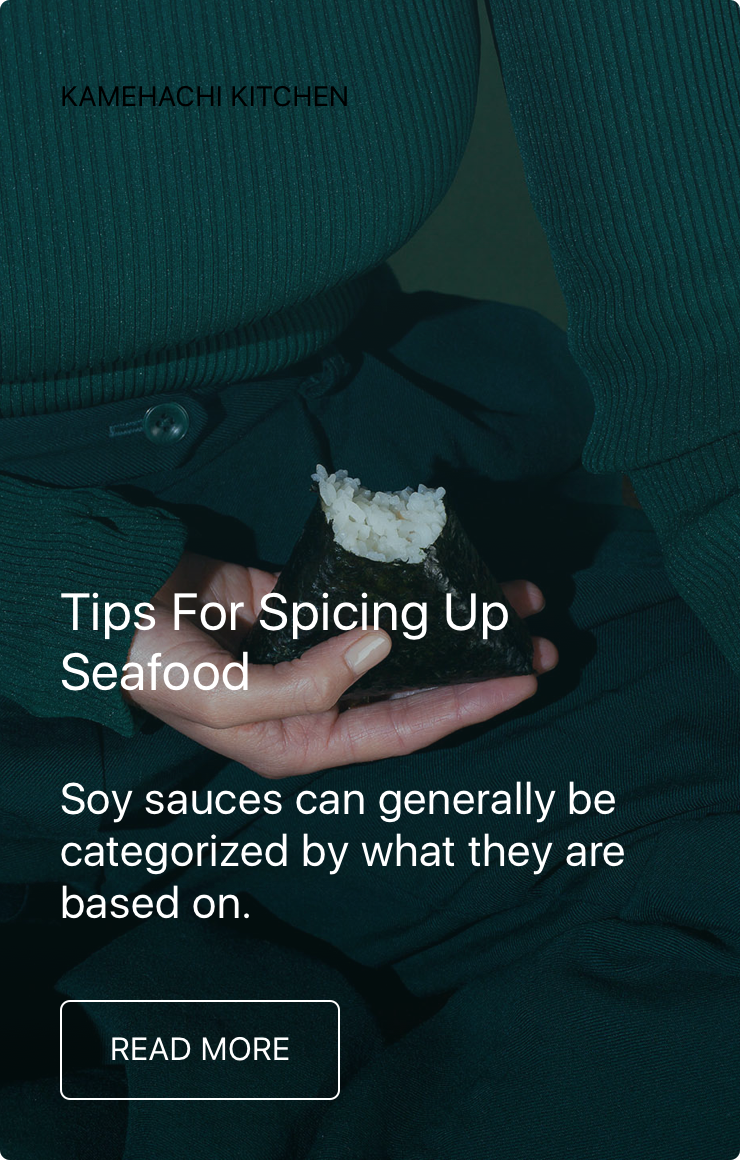 KAMEHACHI KITCHEN
Tips For Spicing Up
Seafood
Soy sauces can generally be
categorized by what they are
based on.
READ MORE